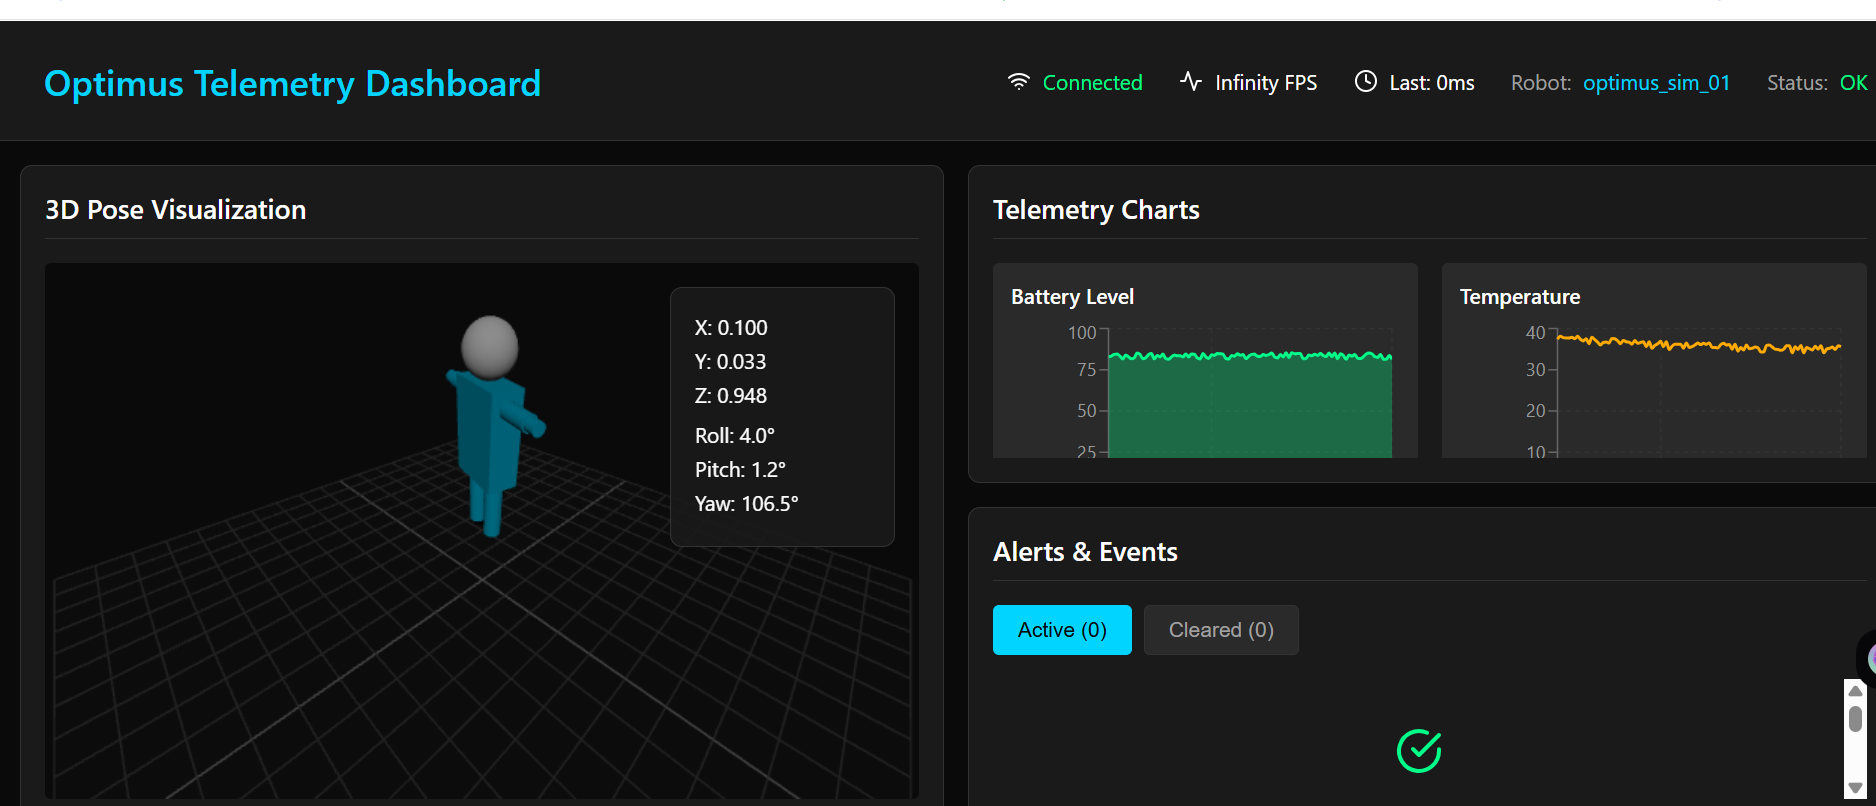 Optimus Telemetry Dashboard
Connected
Infinity FPS
Last: 0ms
Robot: optimus_sim_01
Status: OK
3D Pose Visualization
X: 0.100
Y: 0.033
Z: 0.948
Roll: 4.0°
Pitch: 1.2°
Yaw: 106.5°
Telemetry Charts
Battery Level
100
75
50
25
Temperature
40
30
20
10
Alerts & Events
Active (0)
Cleared (0)